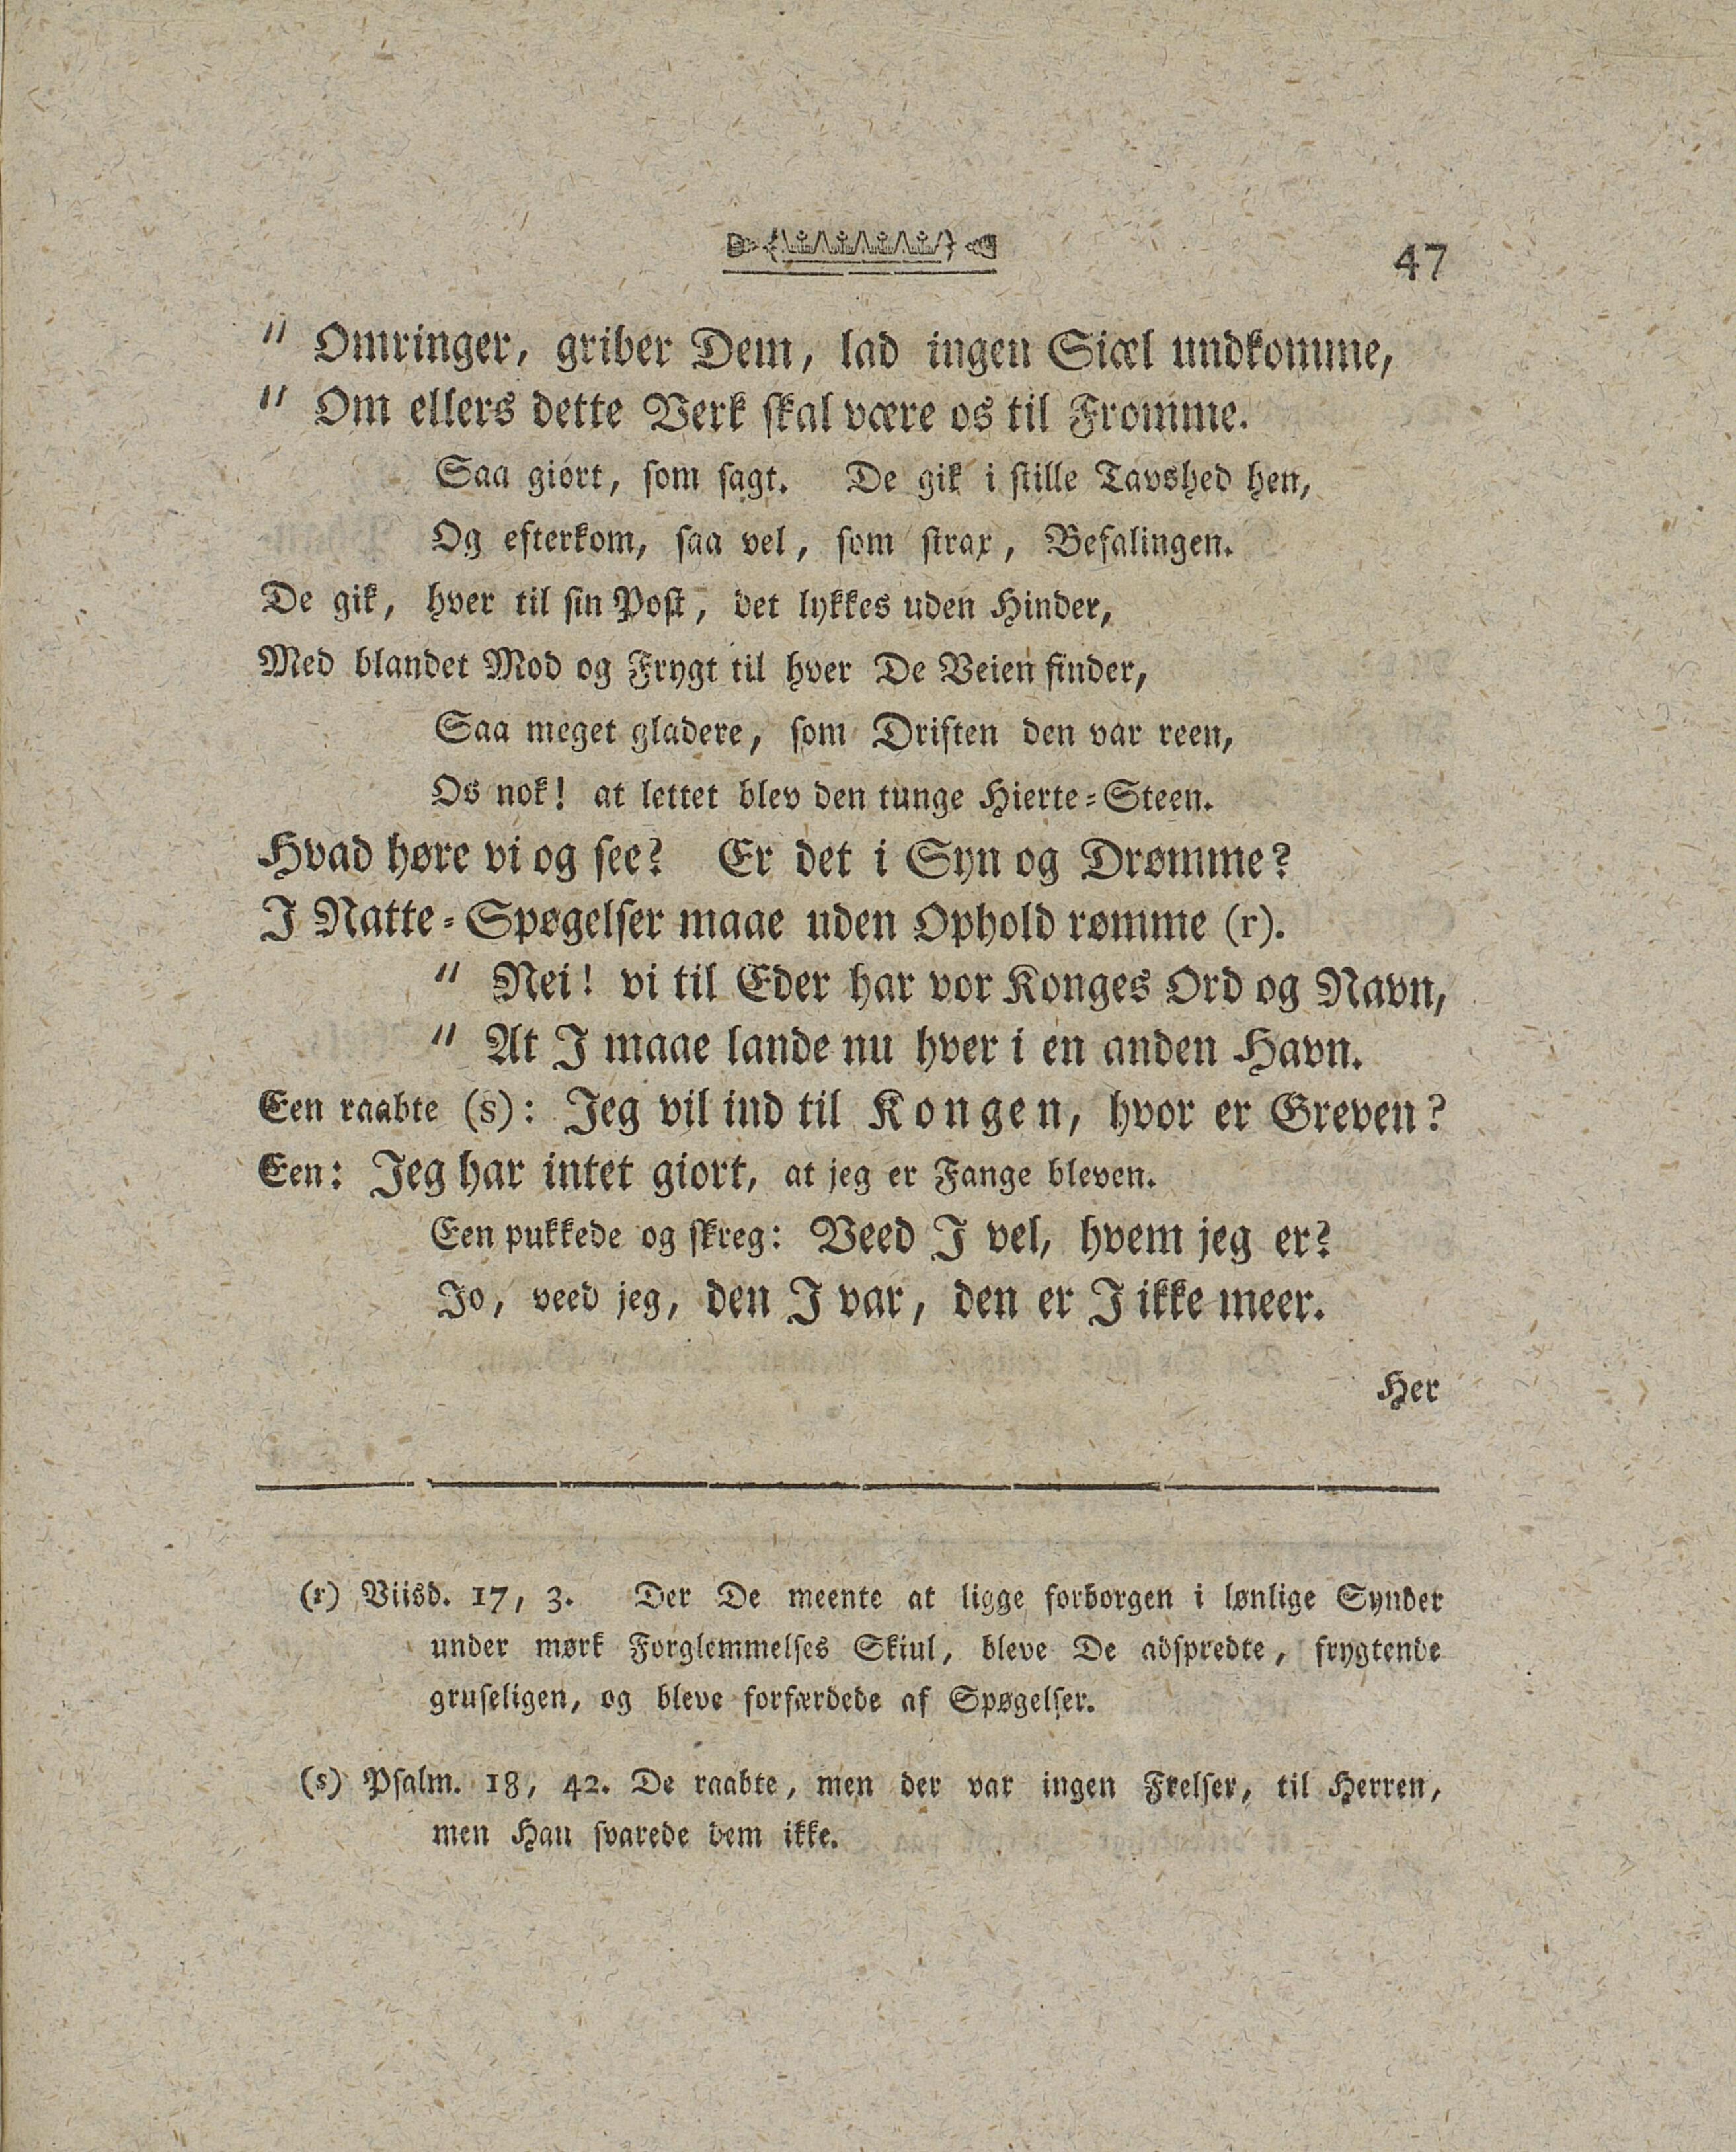 47
" Omringer, griber Dem, lad ingen Siæl undkomme,
" Om ellers dette Verk skal være os til Fromme.
Saa giort, som sagt. De gik i stille Tavshed hen,
Og efterkom, saa vel, som strax, Befalingen.
De gik, hver til sin Post, det lykkes uden Hinder,
Med blandet Mod og Frygt til hver De Veien finder,
Saa meget gladere, som Driften den var reen,
Os nok! at lettet blev den tunge Hierte-Steen.
Hvad høre vi og see? Er det i Syn og Drømme?
I Natte-Spøgelser maae uden Ophold rømme (r).
" Nei! vi til Eder har vor Konges Ord og Navn,
" At I maae lande nu hver i en anden Havn.
Een raabte (s): Jeg vil ind til Kongen, hvor er Greven?
Een: Jeg har intet giort, at jeg er Fange bleven.
Een pukkede og skreg: Veed I vel, hvem jeg er?
Jo, veed jeg, den I var, den er I ikke meer.
Her
(r) Viisd. 17, 3. Der De meente at ligge forborgen i lønlige Synder
under mørk Forglemmelses Skiul, bleve De adspredte, frygtende
gruseligen, og bleve forfærdede af Spøgelser.
(s) Psalm. 18, 42. De raabte, men der var ingen Frelser, til Herren,
men Hau svarede dem ikke.